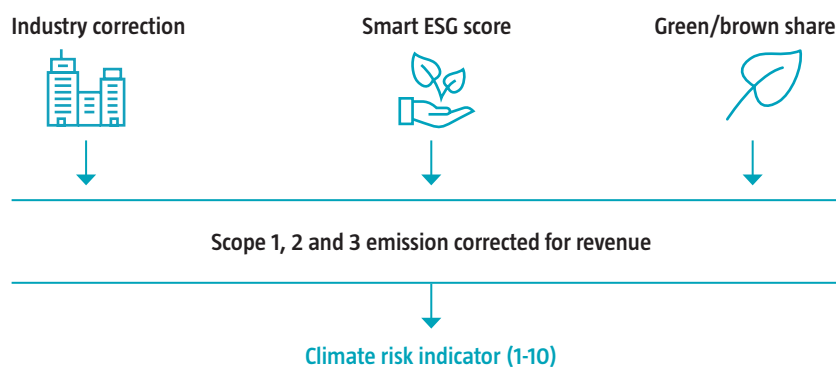 Industry correction
Smart ESG score
Green/brown share
Scope 1, 2 and 3 emission corrected for revenue
Climate risk indicator (1-10)